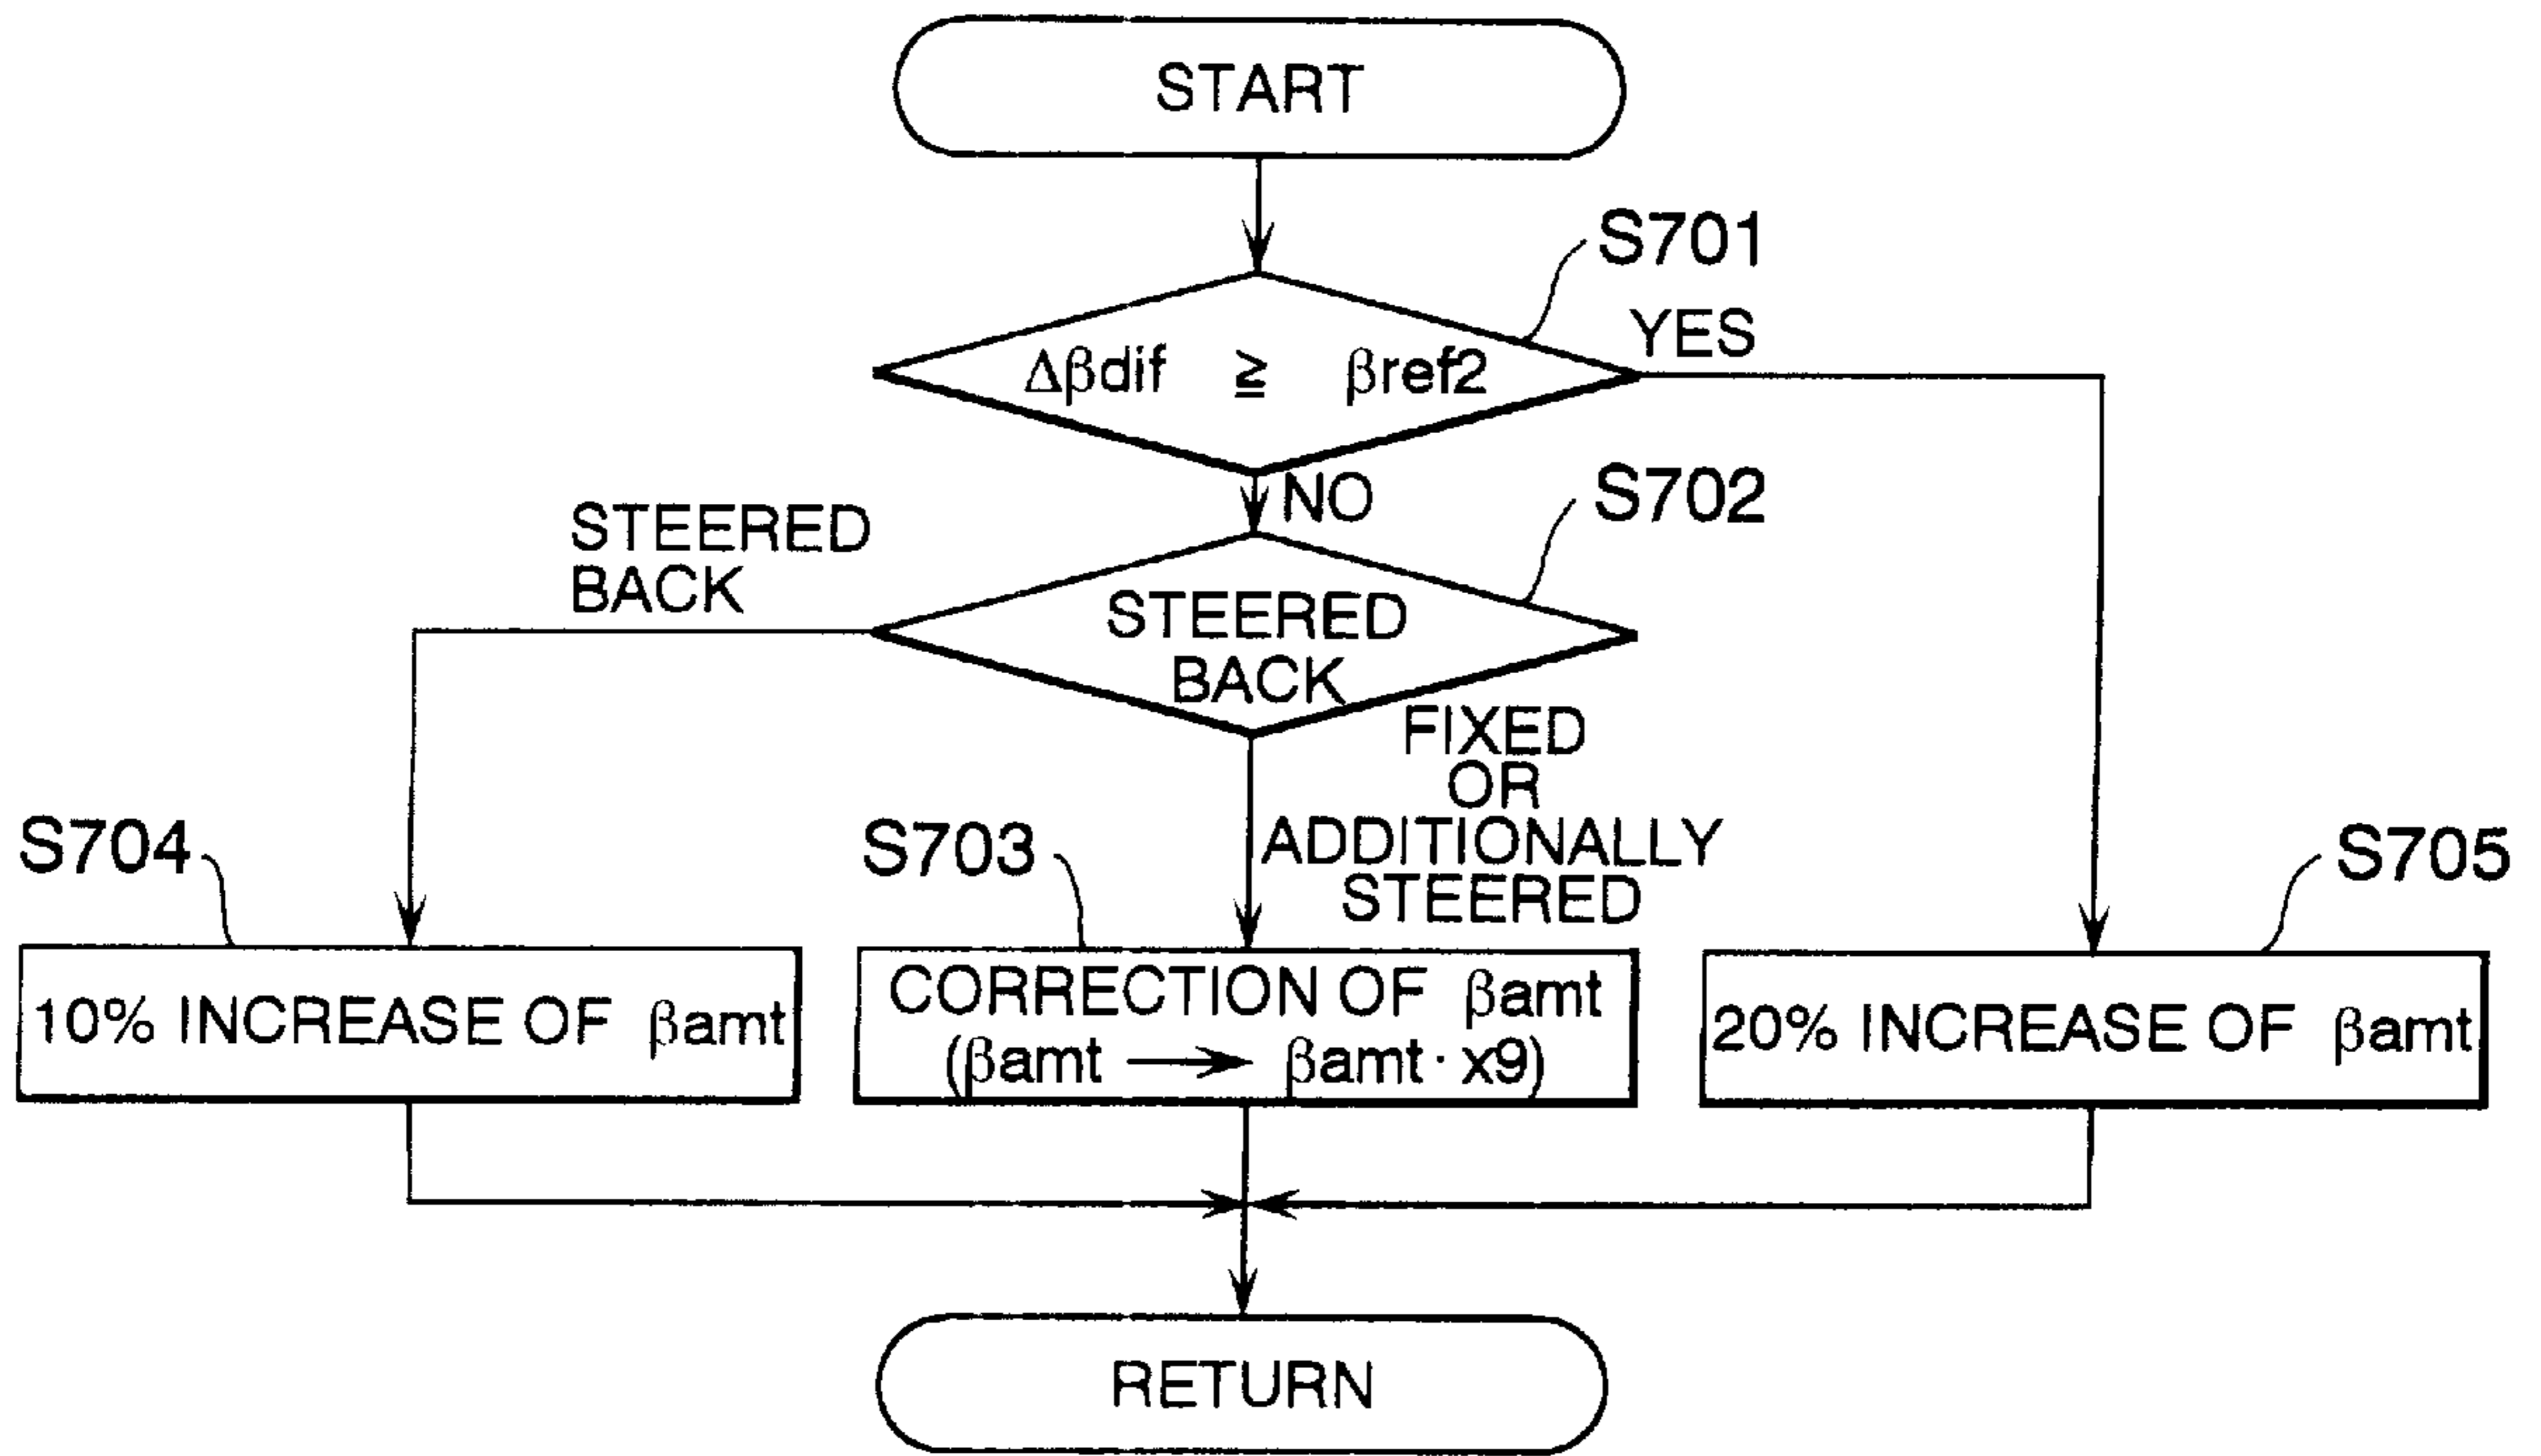 START
S701
Δβdif ≧ βref2
YES
NO
S702
STEERED
BACK
STEERED
BACK
FIXED
OR
ADDITIONALLY
STEERED
S704
S703
S705
10% INCREASE OF βamt
CORRECTION OF βamt
(βamt → βamt · x9)
20% INCREASE OF βamt
RETURN